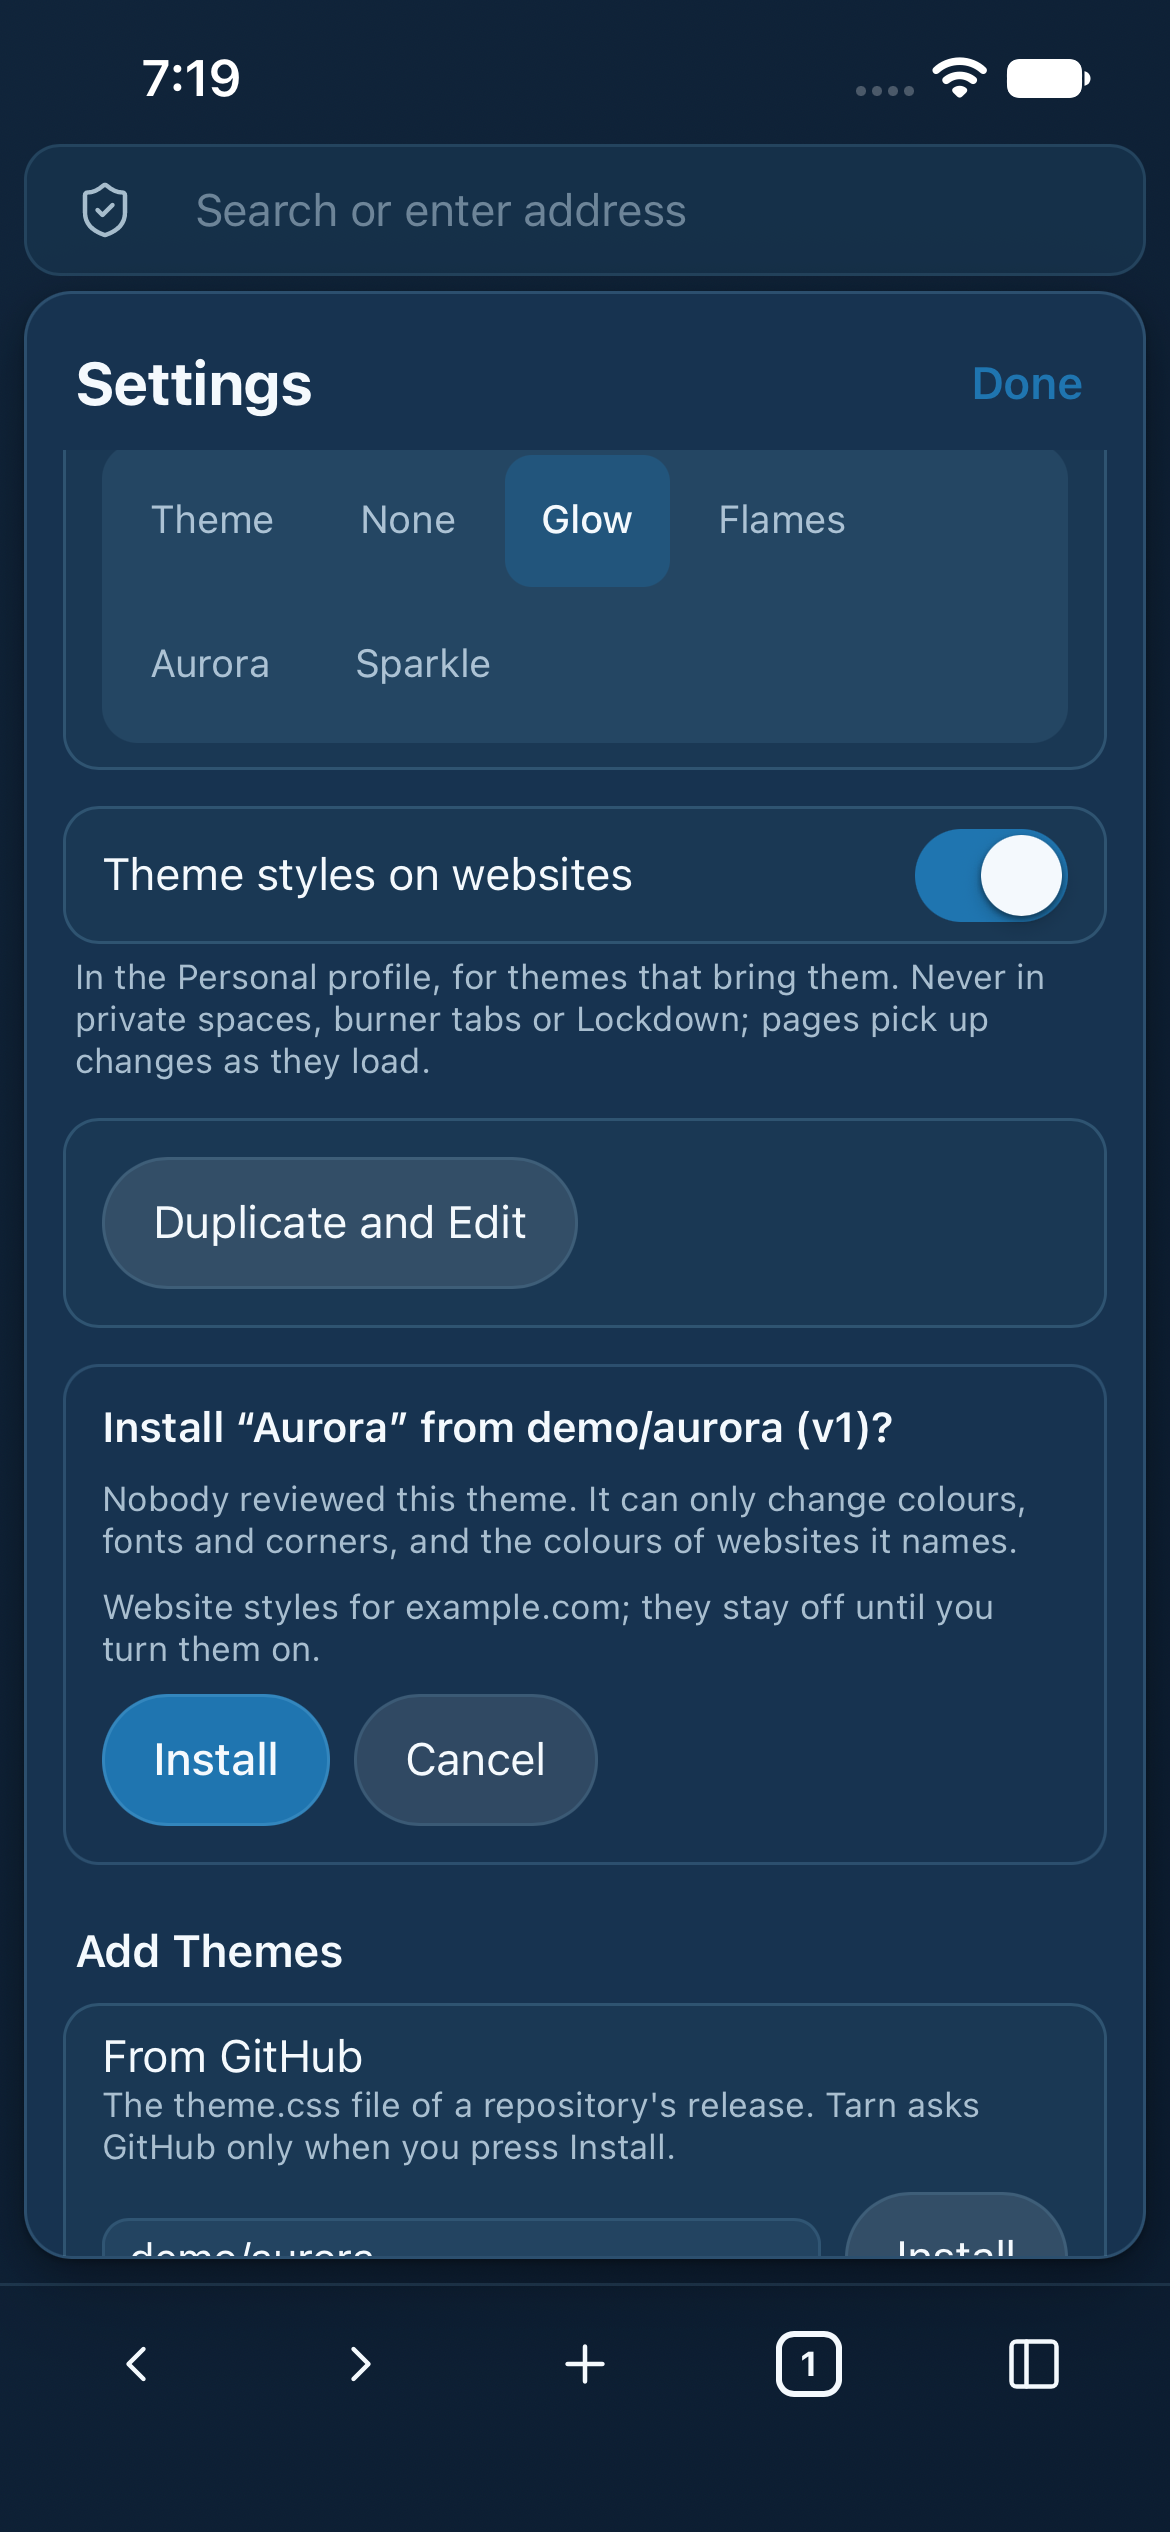 7:19
Search or enter address
Settings
Done
Theme
None
Glow
Flames
Aurora
Sparkle
Theme styles on websites
In the Personal profile, for themes that bring them. Never in
private spaces, burner tabs or Lockdown; pages pick up
changes as they load.
Duplicate and Edit
Install “Aurora” from demo/aurora (v1)?
Nobody reviewed this theme. It can only change colours,
fonts and corners, and the colours of websites it names.
Website styles for example.com; they stay off until you
turn them on.
Install
Cancel
Add Themes
From GitHub
The theme.css file of a repository's release. Tarn asks
GitHub only when you press Install.
demo/aurora
Install
1